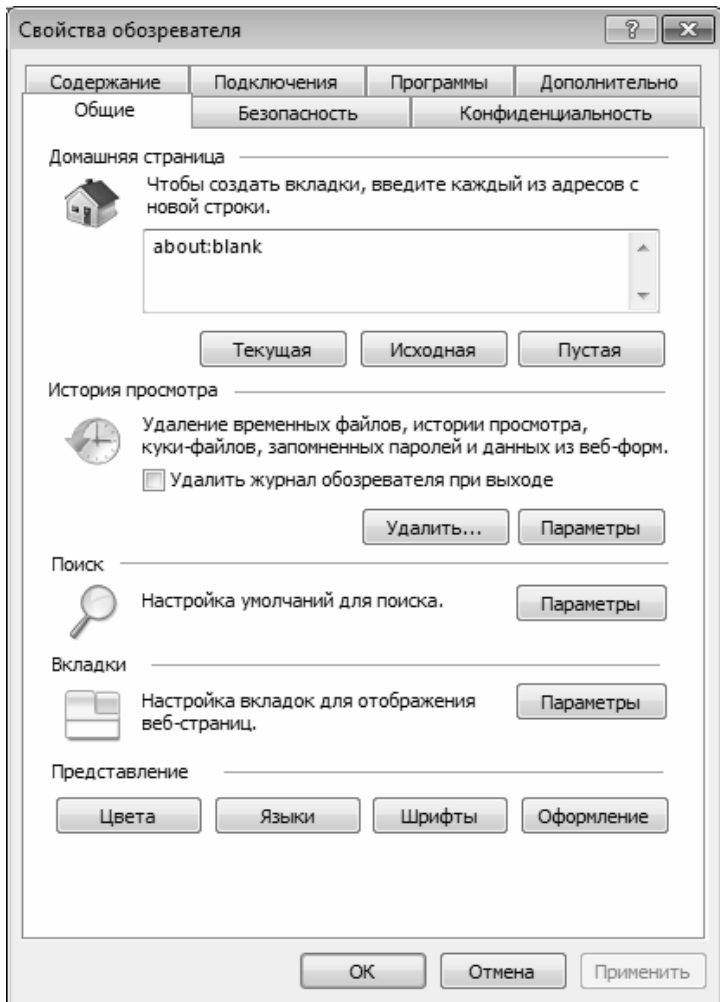 Свойства обозревателя
Содержание Подключения Программы Дополнительно
Общие Безопасность Конфиденциальность
Домашняя страница
Чтобы создать вкладки, введите каждый из адресов с
новой строки.
about:blank
Текущая Исходная Пустая
История просмотра
Удаление временных файлов, истории просмотра,
куки-файлов, запомненных паролей и данных из веб-форм.
Удалить журнал обозревателя при выходе
Удалить... Параметры
Поиск
Настройка умолчаний для поиска. Параметры
Вкладки
Настройка вкладок для отображения
веб-страниц. Параметры
Представление
Цвета Языки Шрифты Оформление
ОК Отмена Применить